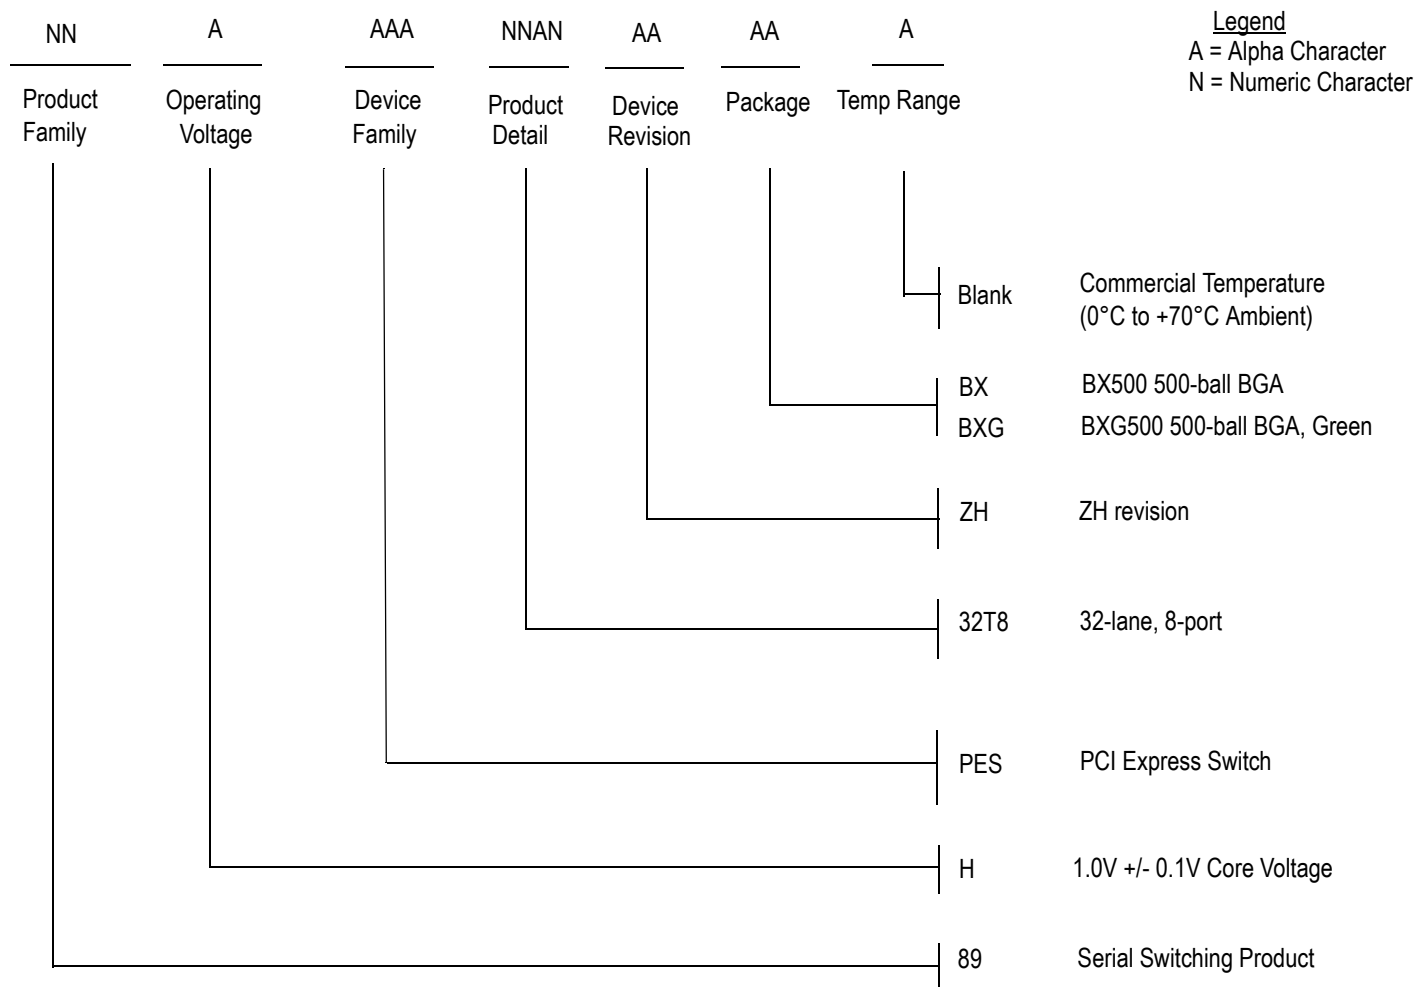 NN A AAA NNAN AA AA A
Product Family
Operating Voltage
Device Family
Product Detail
Device Revision
Package
Temp Range
Legend
A = Alpha Character
N = Numeric Character
Blank Commercial Temperature
(0°C to +70°C Ambient)
BX BX500 500-ball BGA
BXG BXG500 500-ball BGA, Green
ZH ZH revision
32T8 32-lane, 8-port
PES PCI Express Switch
H 1.0V +/- 0.1V Core Voltage
89 Serial Switching Product